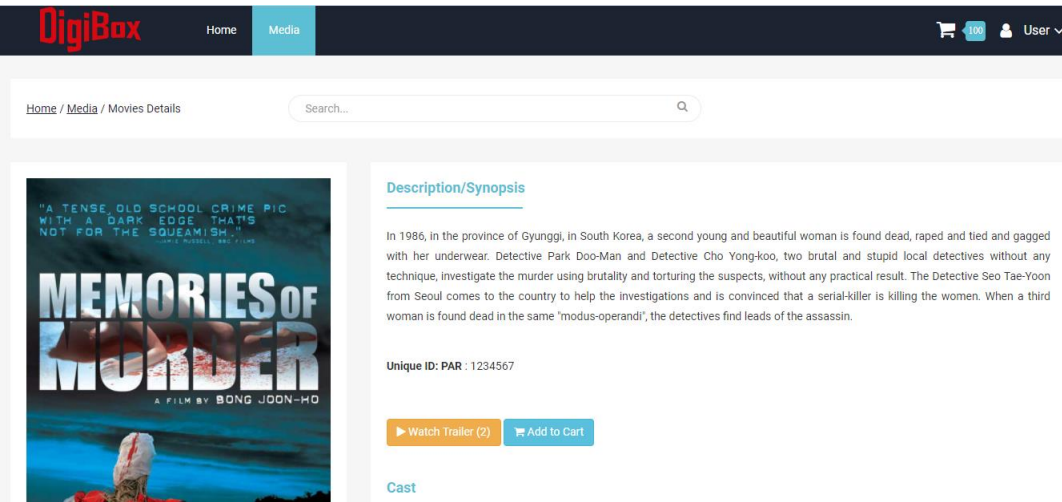 DigiBox
Home
Media
100
User
Home / Media / Movies Details
Search...
"A TENSE, OLD SCHOOL CRIME PIC
WITH A DARK EDGE THAT'S
NOT FOR THE SQUEAMISH."
—JAMIE RUSSELL, BBC FILMS
MEMORIES OF
MURDER
A FILM BY BONG JOON-HO
Description/Synopsis
In 1986, in the province of Gyunggi, in South Korea, a second young and beautiful woman is found dead, raped and tied and gagged
with her underwear. Detective Park Doo-Man and Detective Cho Yong-koo, two brutal and stupid local detectives without any
technique, investigate the murder using brutality and torturing the suspects, without any practical result. The Detective Seo Tae-Yoon
from Seoul comes to the country to help the investigations and is convinced that a serial-killer is killing the women. When a third
woman is found dead in the same "modus-operandi", the detectives find leads of the assassin.
Unique ID: PAR : 1234567
Watch Trailer (2)
Add to Cart
Cast